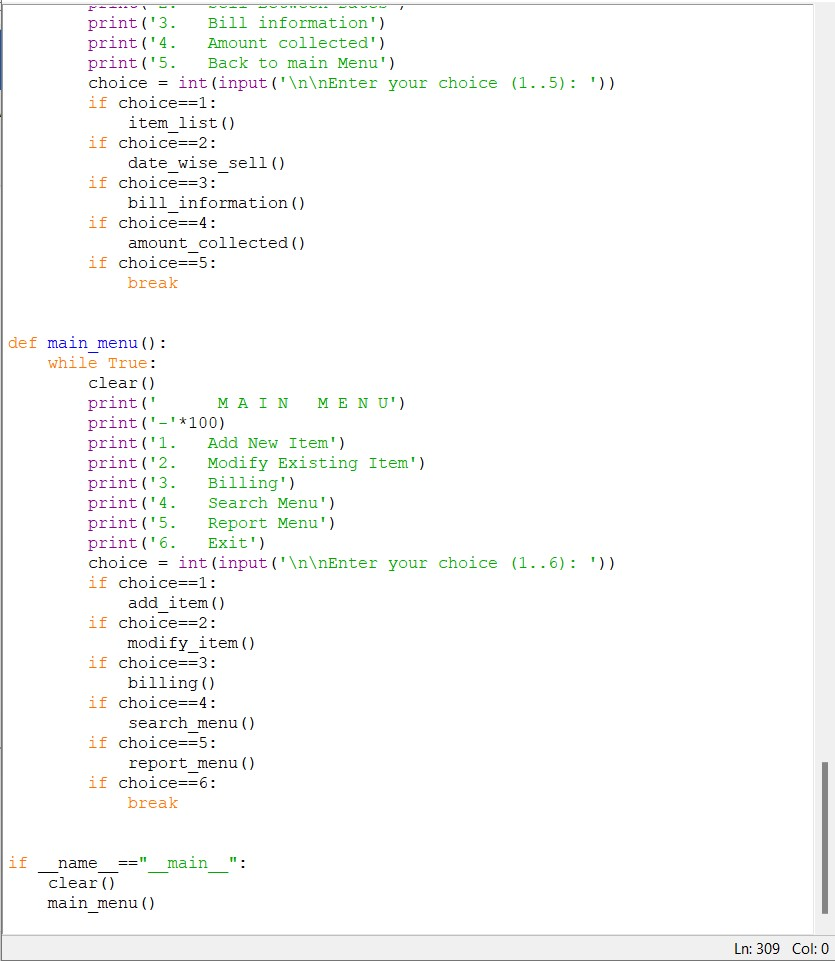 print('2.   Sell Between Dates')
        print('3.   Bill information')
        print('4.   Amount collected')
        print('5.   Back to main Menu')
        choice = int(input('\n\nEnter your choice (1..5): '))
        if choice==1:
            item_list()
        if choice==2:
            date_wise_sell()
        if choice==3:
            bill_information()
        if choice==4:
            amount_collected()
        if choice==5:
            break
def main_menu():
    while True:
        clear()
        print('      M A I N   M E N U')
        print('-'*100)
        print('1.   Add New Item')
        print('2.   Modify Existing Item')
        print('3.   Billing')
        print('4.   Search Menu')
        print('5.   Report Menu')
        print('6.   Exit')
        choice = int(input('\n\nEnter your choice (1..6): '))
        if choice==1:
            add_item()
        if choice==2:
            modify_item()
        if choice==3:
            billing()
        if choice==4:
            search_menu()
        if choice==5:
            report_menu()
        if choice==6:
            break
if __name__=="__main__":
    clear()
    main_menu()
Ln: 309   Col: 0